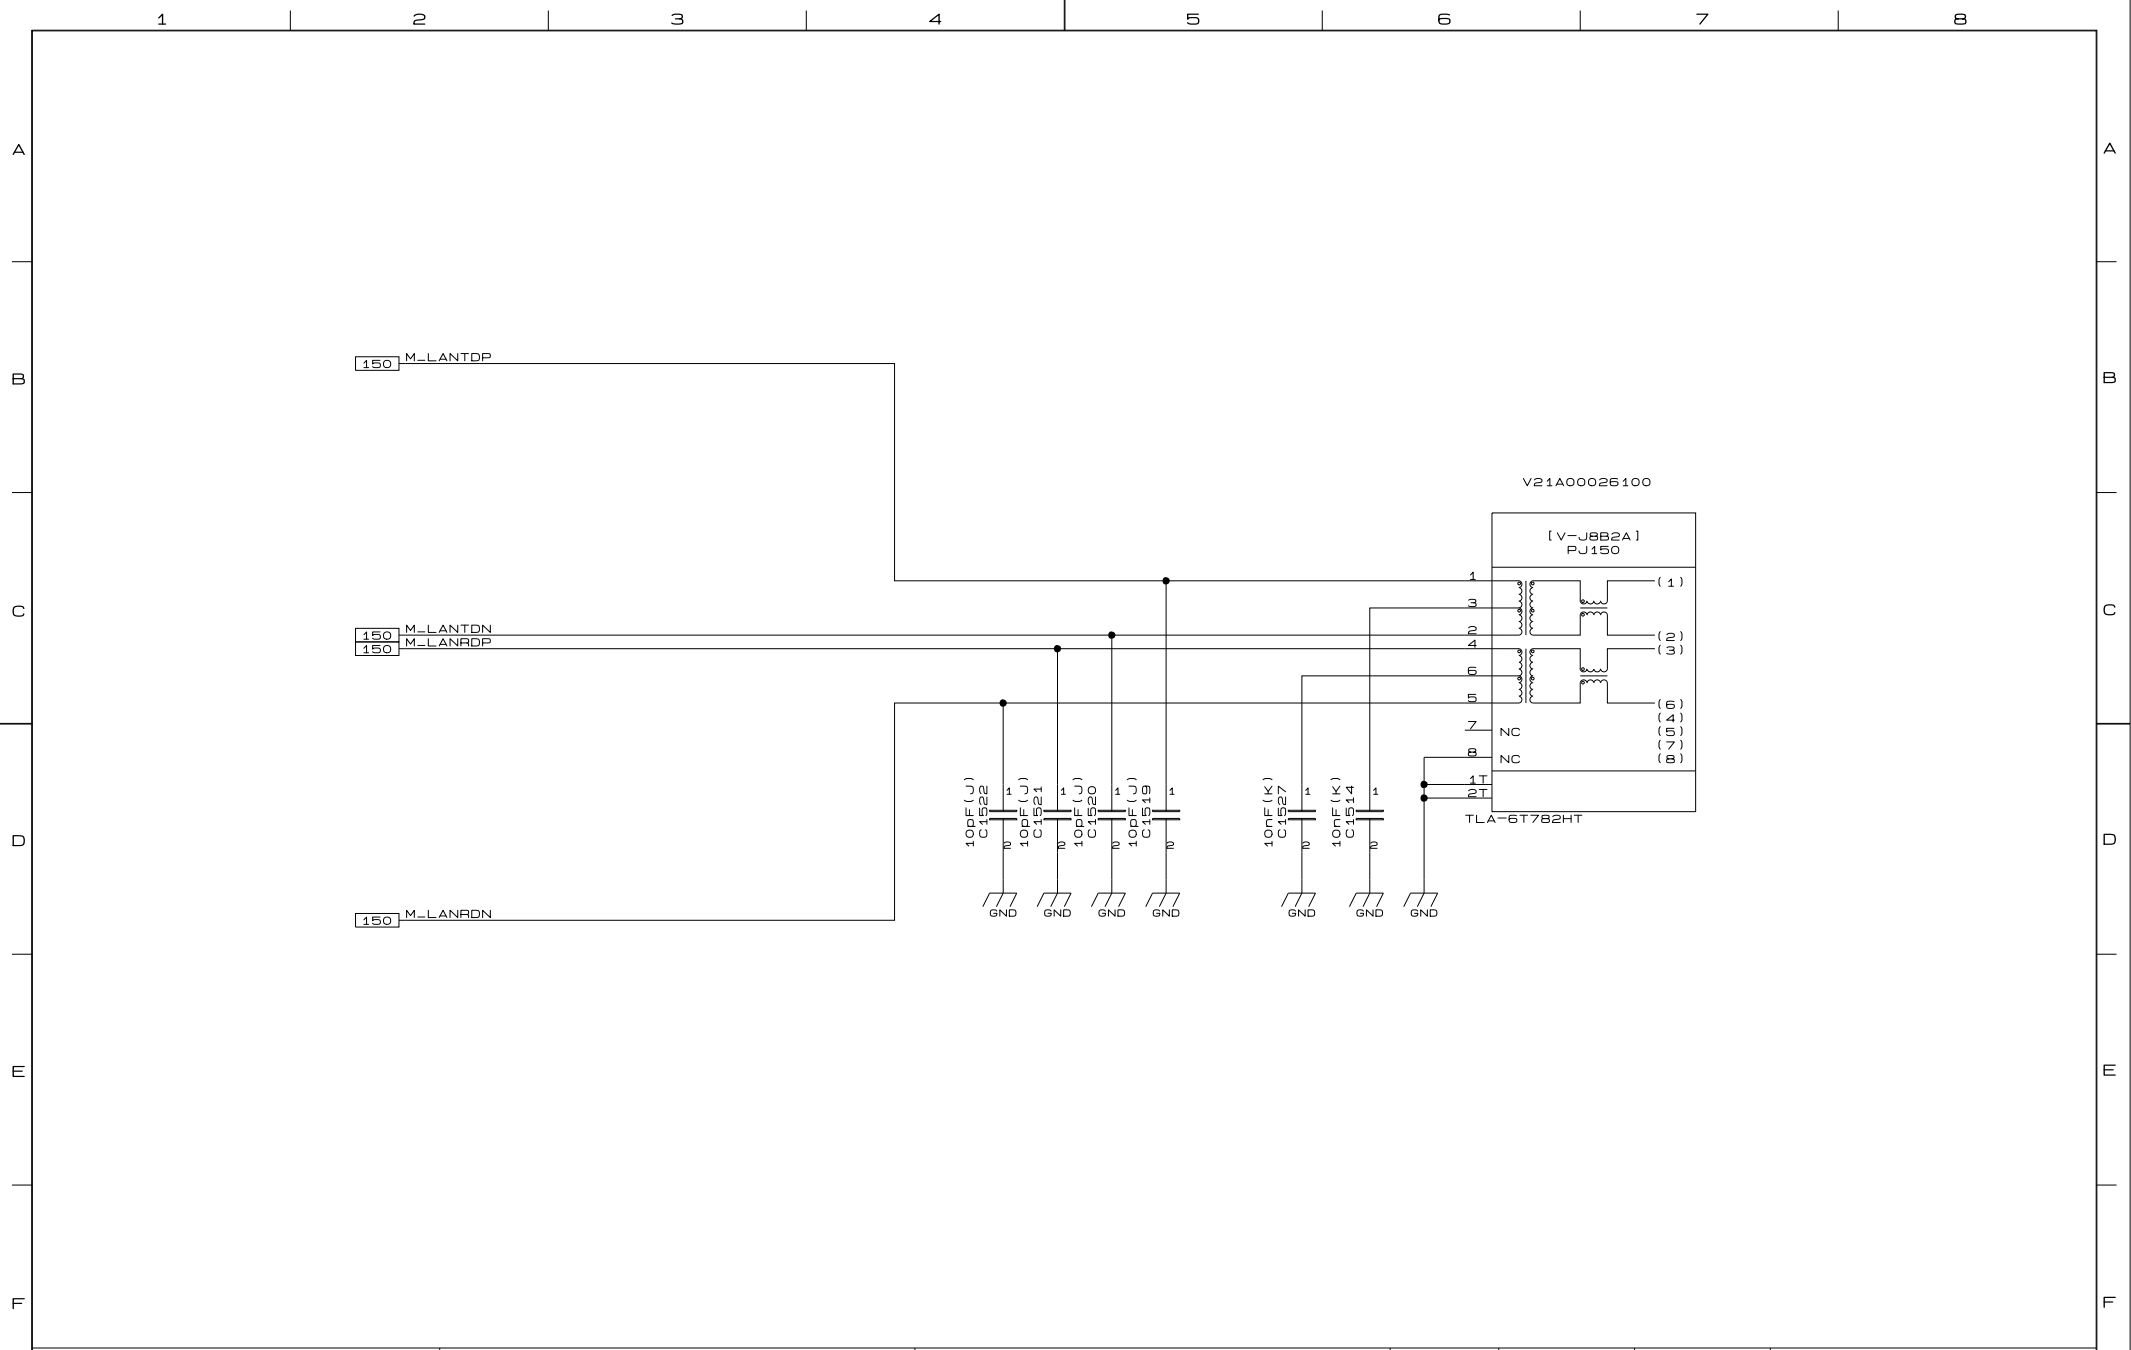 1 2 3 4 5 6 7 8
A A
M_LANTDP
B 150 B
V21A00026100
[V-J8B2A]
PJ150
1 (1)
3
C C
M_LANTDN 2
150 (2)
M_LANRDP 4
150 (3)
6
5 (6)
(4)
7 NC (5)
(7)
8 NC (8)
1T
2T
TLA-6T782HT
10pF(J) C1522 1 2
10pF(J) C1521 1 2
10pF(J) C1520 1 2
10pF(J) C1519 1 2
10nF(K) C1527 1 2
10nF(K) C1514 1 2
D D
M_LANRDN
150
GND GND GND GND GND GND GND
E E
F F